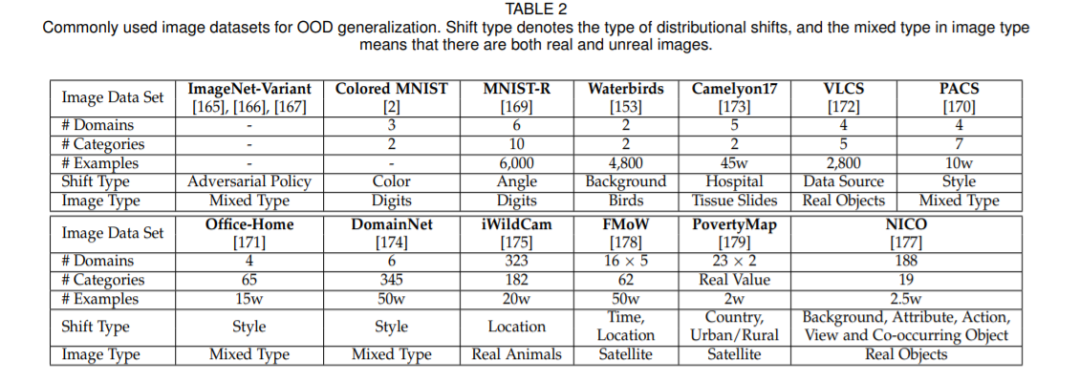 TABLE 2
Commonly used image datasets for OOD generalization. Shift type denotes the type of distributional shifts, and the mixed type in image type
means that there are both real and unreal images.
Image Data Set ImageNet-Variant [165], [166], [167] Colored MNIST [2] MNIST-R [169] Waterbirds [153] Camelyon17 [173] VLCS [172] PACS [170]
# Domains - 3 6 2 5 4 4
# Categories - 2 10 2 2 5 7
# Examples - - 6,000 4,800 45w 2,800 10w
Shift Type Adversarial Policy Color Angle Background Hospital Data Source Style
Image Type Mixed Type Digits Digits Birds Tissue Slides Real Objects Mixed Type
Image Data Set Office-Home [171] DomainNet [174] iWildCam [175] FMoW [178] PovertyMap [179] NICO [177]
# Domains 4 6 323 16 × 5 23 × 2 188
# Categories 65 345 182 62 Real Value 19
# Examples 15w 50w 20w 50w 2w 2.5w
Shift Type Style Style Location Time, Location Country, Urban/Rural Background, Attribute, Action, View and Co-occurring Object
Image Type Mixed Type Mixed Type Real Animals Satellite Satellite Real Objects